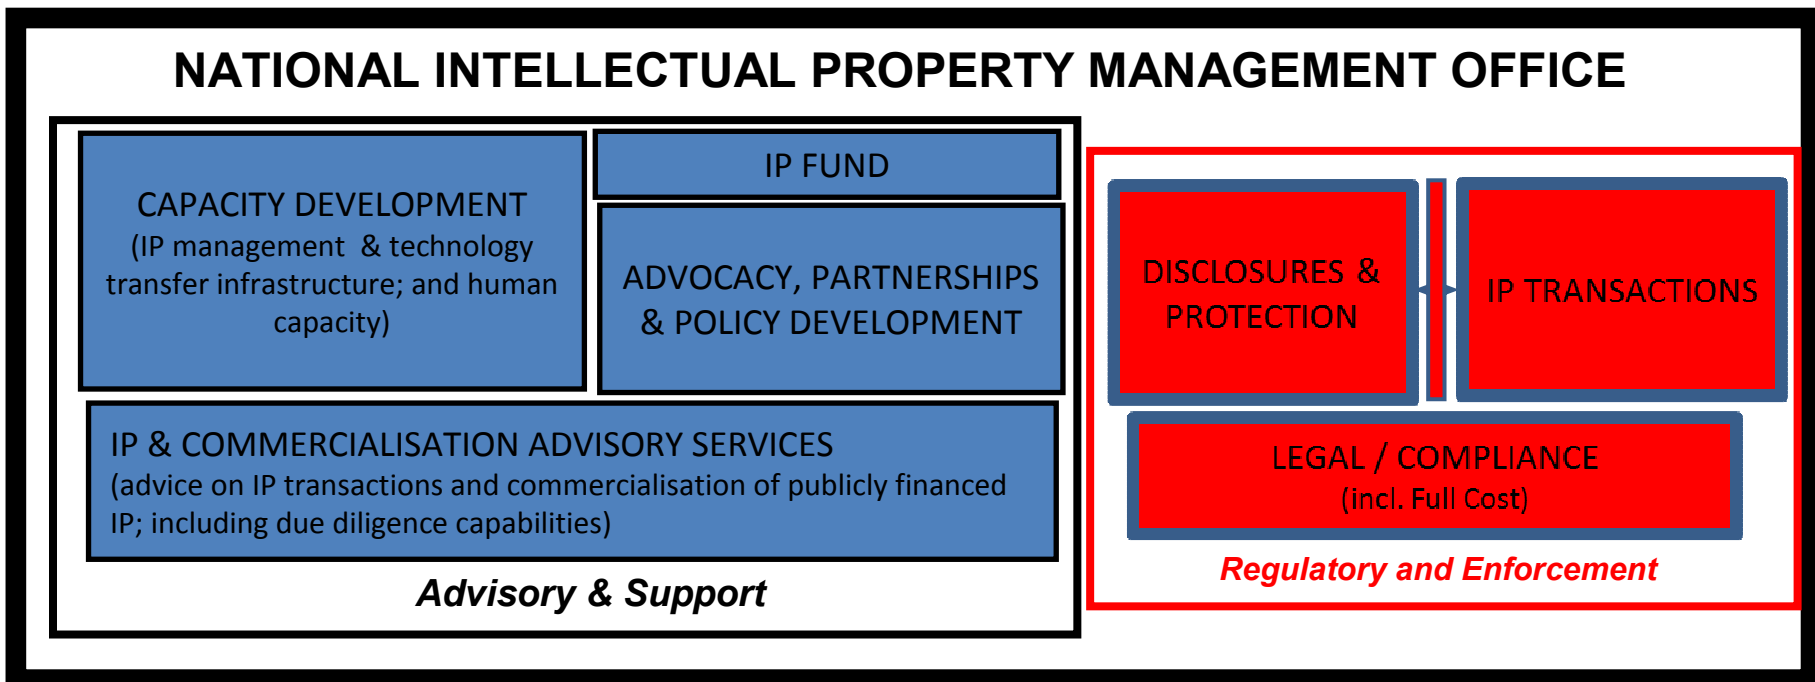 NATIONAL INTELLECTUAL PROPERTY MANAGEMENT OFFICE
CAPACITY DEVELOPMENT
(IP management & technology
transfer infrastructure; and human
capacity)
IP FUND
ADVOCACY, PARTNERSHIPS
& POLICY DEVELOPMENT
IP & COMMERCIALISATION ADVISORY SERVICES
(advice on IP transactions and commercialisation of publicly financed
IP; including due diligence capabilities)
Advisory & Support
DISCLOSURES &
PROTECTION
IP TRANSACTIONS
LEGAL / COMPLIANCE
(incl. Full Cost)
Regulatory and Enforcement